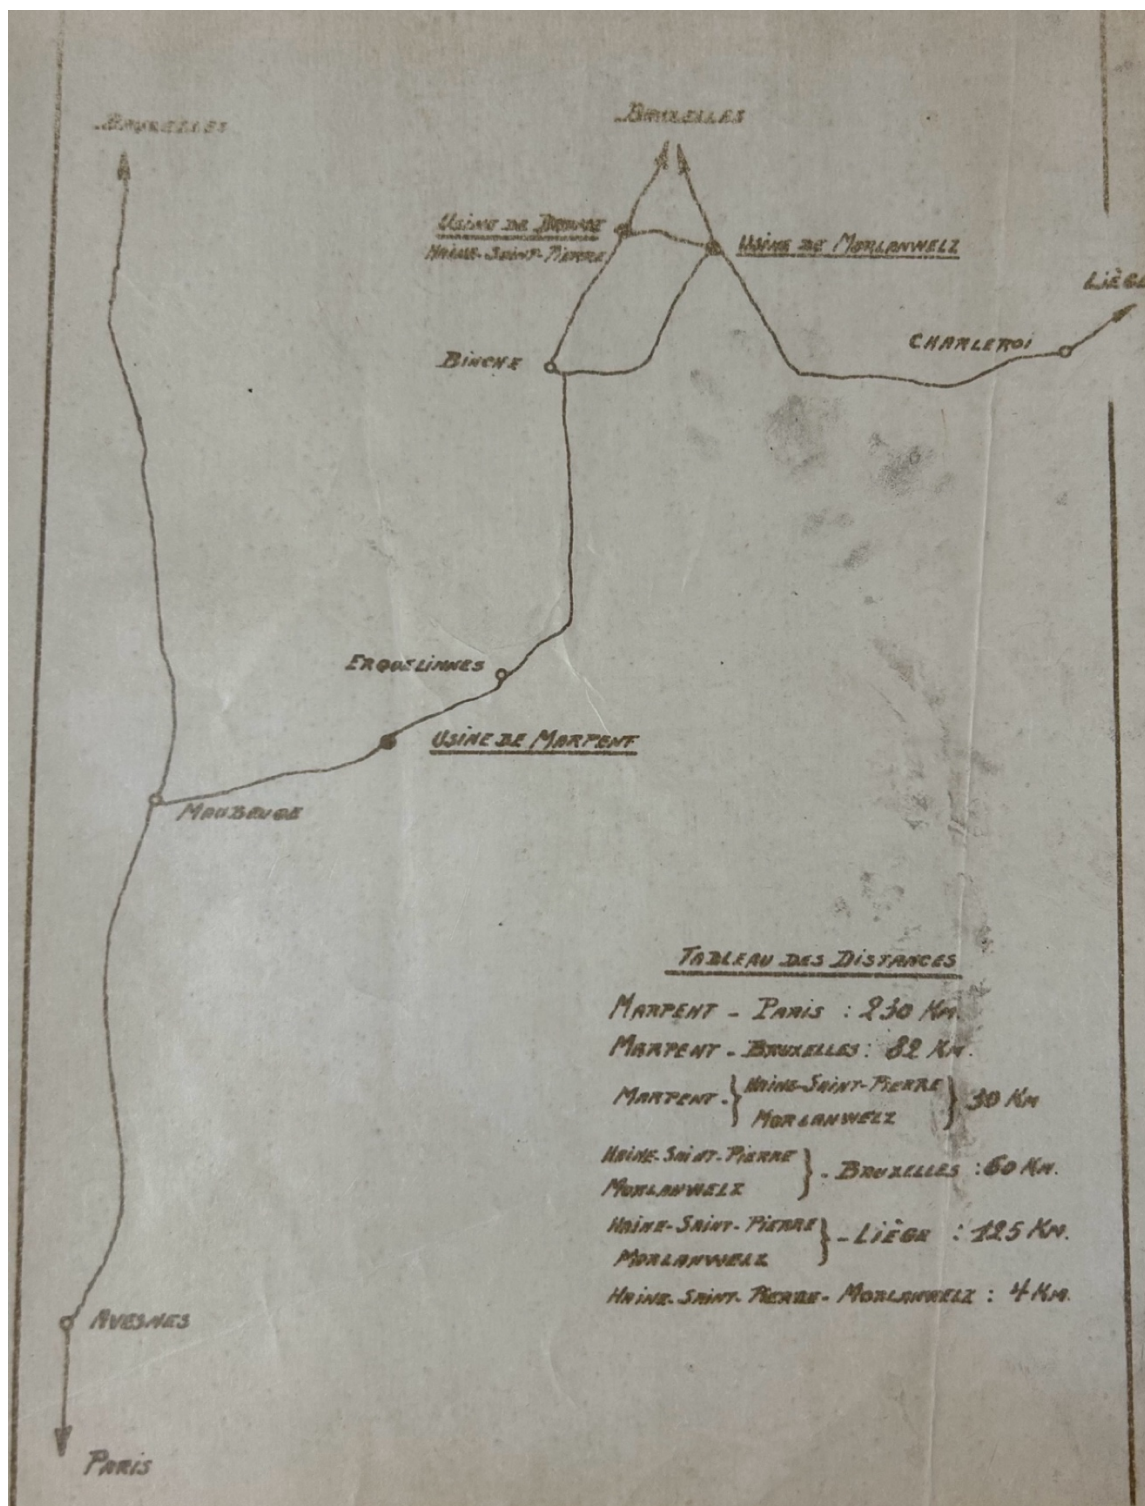 Bruxelles
Bruxelles
Usine de
Haine-Saint-Pierre
Usine de Morlanwelz
Liège
Charleroi
Binche
Erquelinnes
Usine de Marpent
Maubeuge
Tableau des Distances
Marpent - Paris : 230 Km.
Marpent - Bruxelles : 82 Km.
Marpent - } Haine-Saint-Pierre
Morlanwelz } 30 Km
Haine-Saint-Pierre
Morlanwelz } - Bruxelles : 60 Km.
Haine-Saint-Pierre
Morlanwelz } - Liège : 125 Km.
Haine-Saint-Pierre - Morlanwelz : 4 Km.
Avesnes
Paris